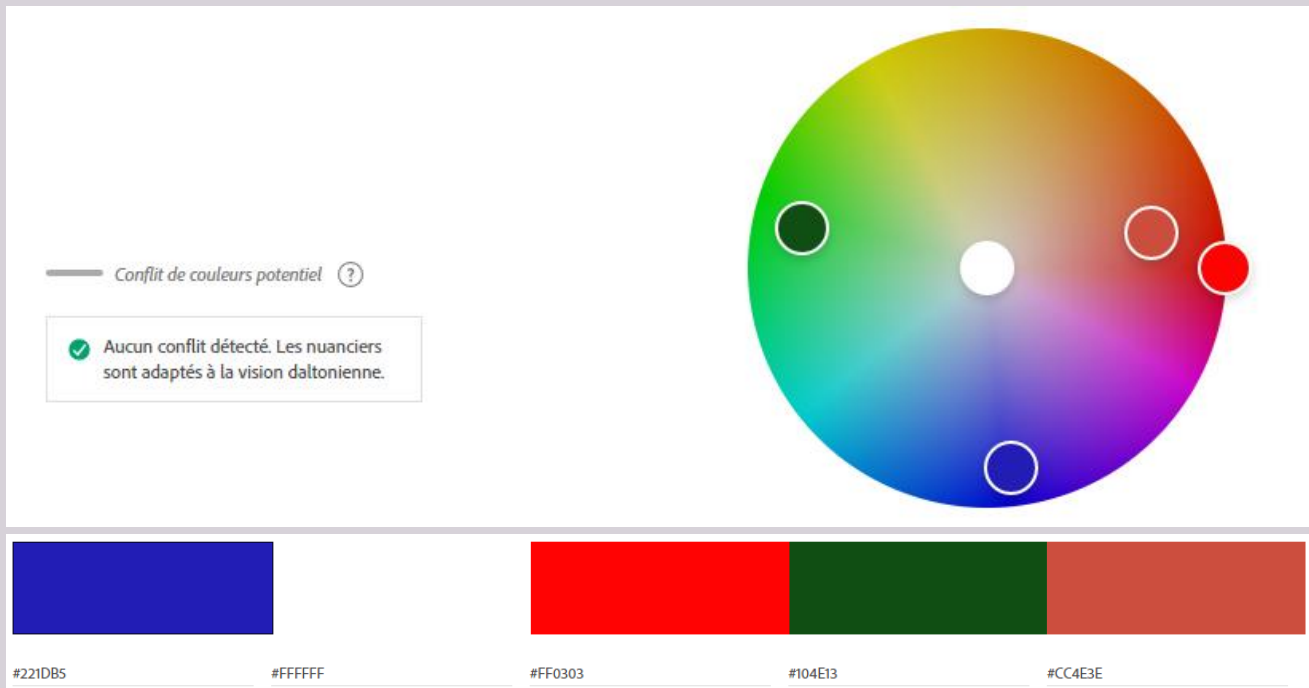 Conflit de couleurs potentiel ?
Aucun conflit détecté. Les nuanciers
sont adaptés à la vision daltonienne.
#221DB5 #FFFFFF #FF0303 #104E13 #CC4E3E